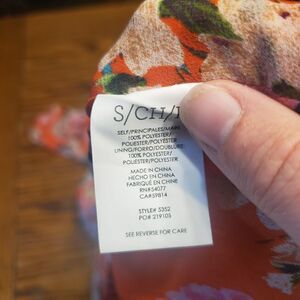 S/CH/
SELF/PRINCIPALES/MAIN
100% POLYESTER/
POLIESTER/POLYESTER
LINING/FORRO/DOUBLURE
100% POLYESTER/
POLIESTER/POLYESTER
MADE IN CHINA
HECHO EN CHINA
FABRIQUÉ EN CHINE
RN#54077
CA#59814
STYLE# 5352
PO# 219105
SEE REVERSE FOR CARE